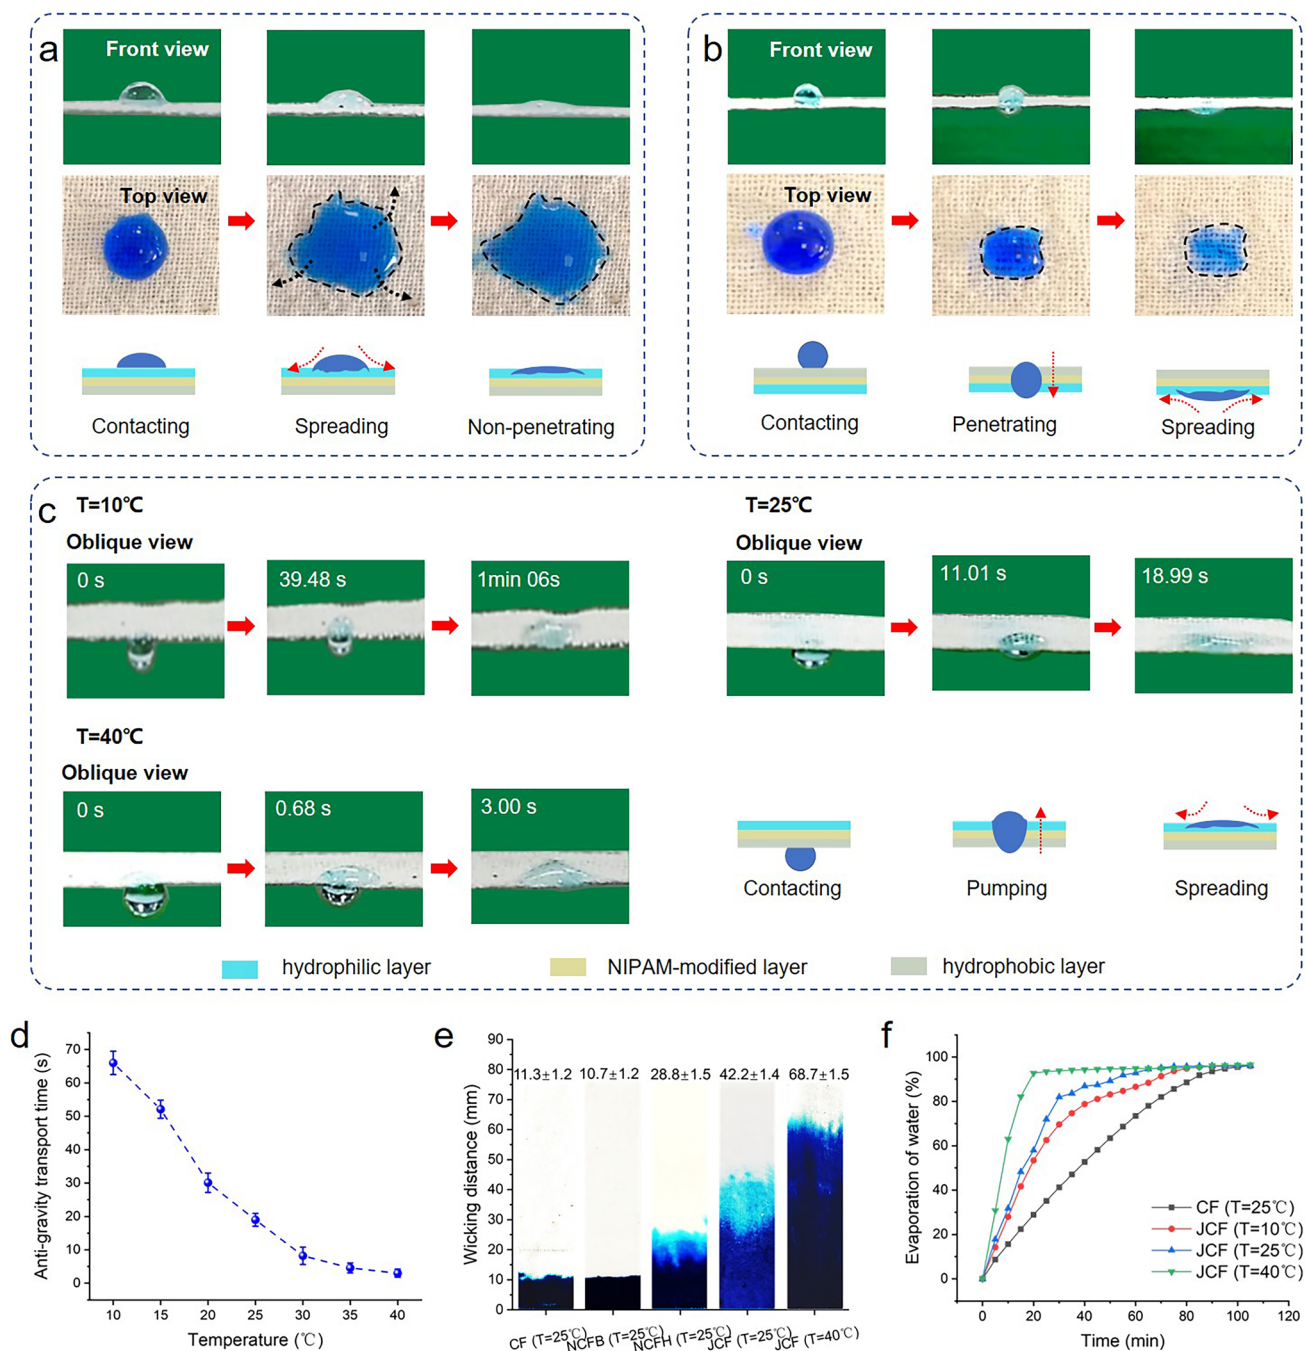 a
Front view
Top view
Contacting
Spreading
Non-penetrating
b
Front view
Top view
Contacting
Penetrating
Spreading
c
T=10℃
Oblique view
0 s
39.48 s
1min 06s
T=25℃
Oblique view
0 s
11.01 s
18.99 s
T=40℃
Oblique view
0 s
0.68 s
3.00 s
Contacting
Pumping
Spreading
hydrophilic layer
NIPAM-modified layer
hydrophobic layer
d
Anti-gravity transport time (s)
70
60
50
40
30
20
10
0
10 15 20 25 30 35 40
Temperature (℃)
e
Wicking distance (mm)
90
80
70
60
50
40
30
20
10
0
11.3±1.2 10.7±1.2 28.8±1.5 42.2±1.4 68.7±1.5
CF (T=25℃)
NCFB (T=25℃)
NCFH (T=25℃)
JCF (T=25℃)
JCF (T=40℃)
f
Evaporation of water (%)
100
80
60
40
20
0
CF (T=25℃)
JCF (T=10℃)
JCF (T=25℃)
JCF (T=40℃)
0 20 40 60 80 100
Time (min)